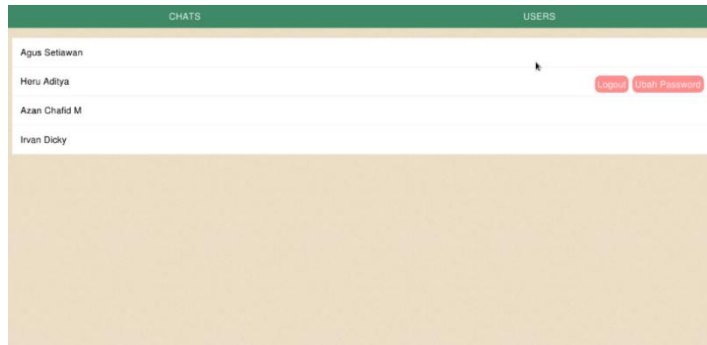 CHATS USERS
Agus Setiawan
Heru Aditya
Logout Ubah Password
Azan Chafid M
Irvan Dicky